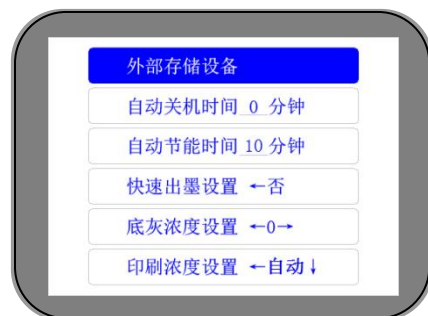 外部存储设备
自动关机时间 0 分钟
自动节能时间 10 分钟
快速出墨设置 ←否
底灰浓度设置 ←0→
印刷浓度设置 ←自动↓